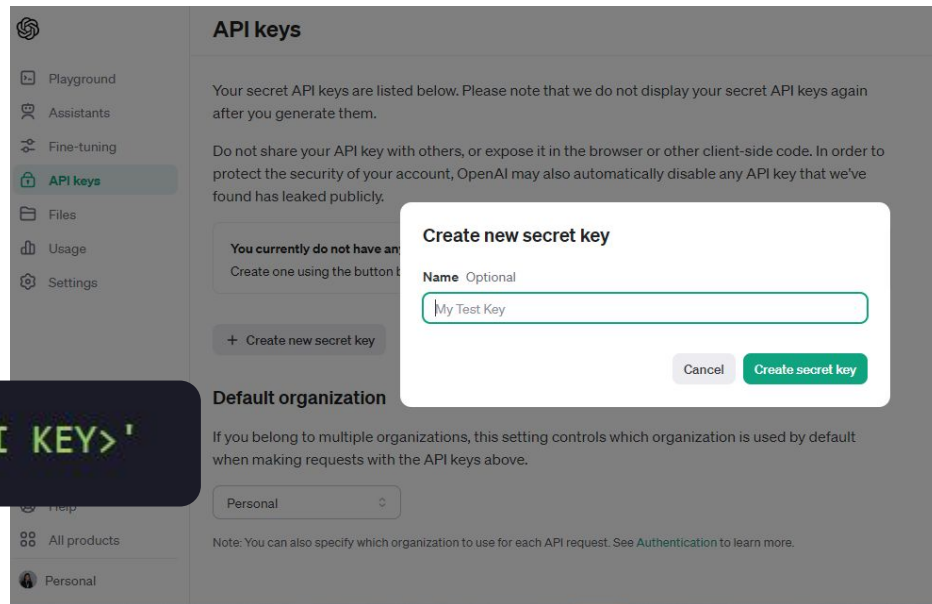 API keys
Playground
Assistants
Fine-tuning
API keys
Files
Usage
Settings
Your secret API keys are listed below. Please note that we do not display your secret API keys again
after you generate them.
Do not share your API key with others, or expose it in the browser or other client-side code. In order to
protect the security of your account, OpenAI may also automatically disable any API key that we've
found has leaked publicly.
You currently do not have any
Create one using the button
+ Create new secret key
Create new secret key
Name Optional
My Test Key
Cancel
Create secret key
KEY>'
Default organization
If you belong to multiple organizations, this setting controls which organization is used by default
when making requests with the API keys above.
Personal
Note: You can also specify which organization to use for each API request. See Authentication to learn more.
Help
All products
Personal